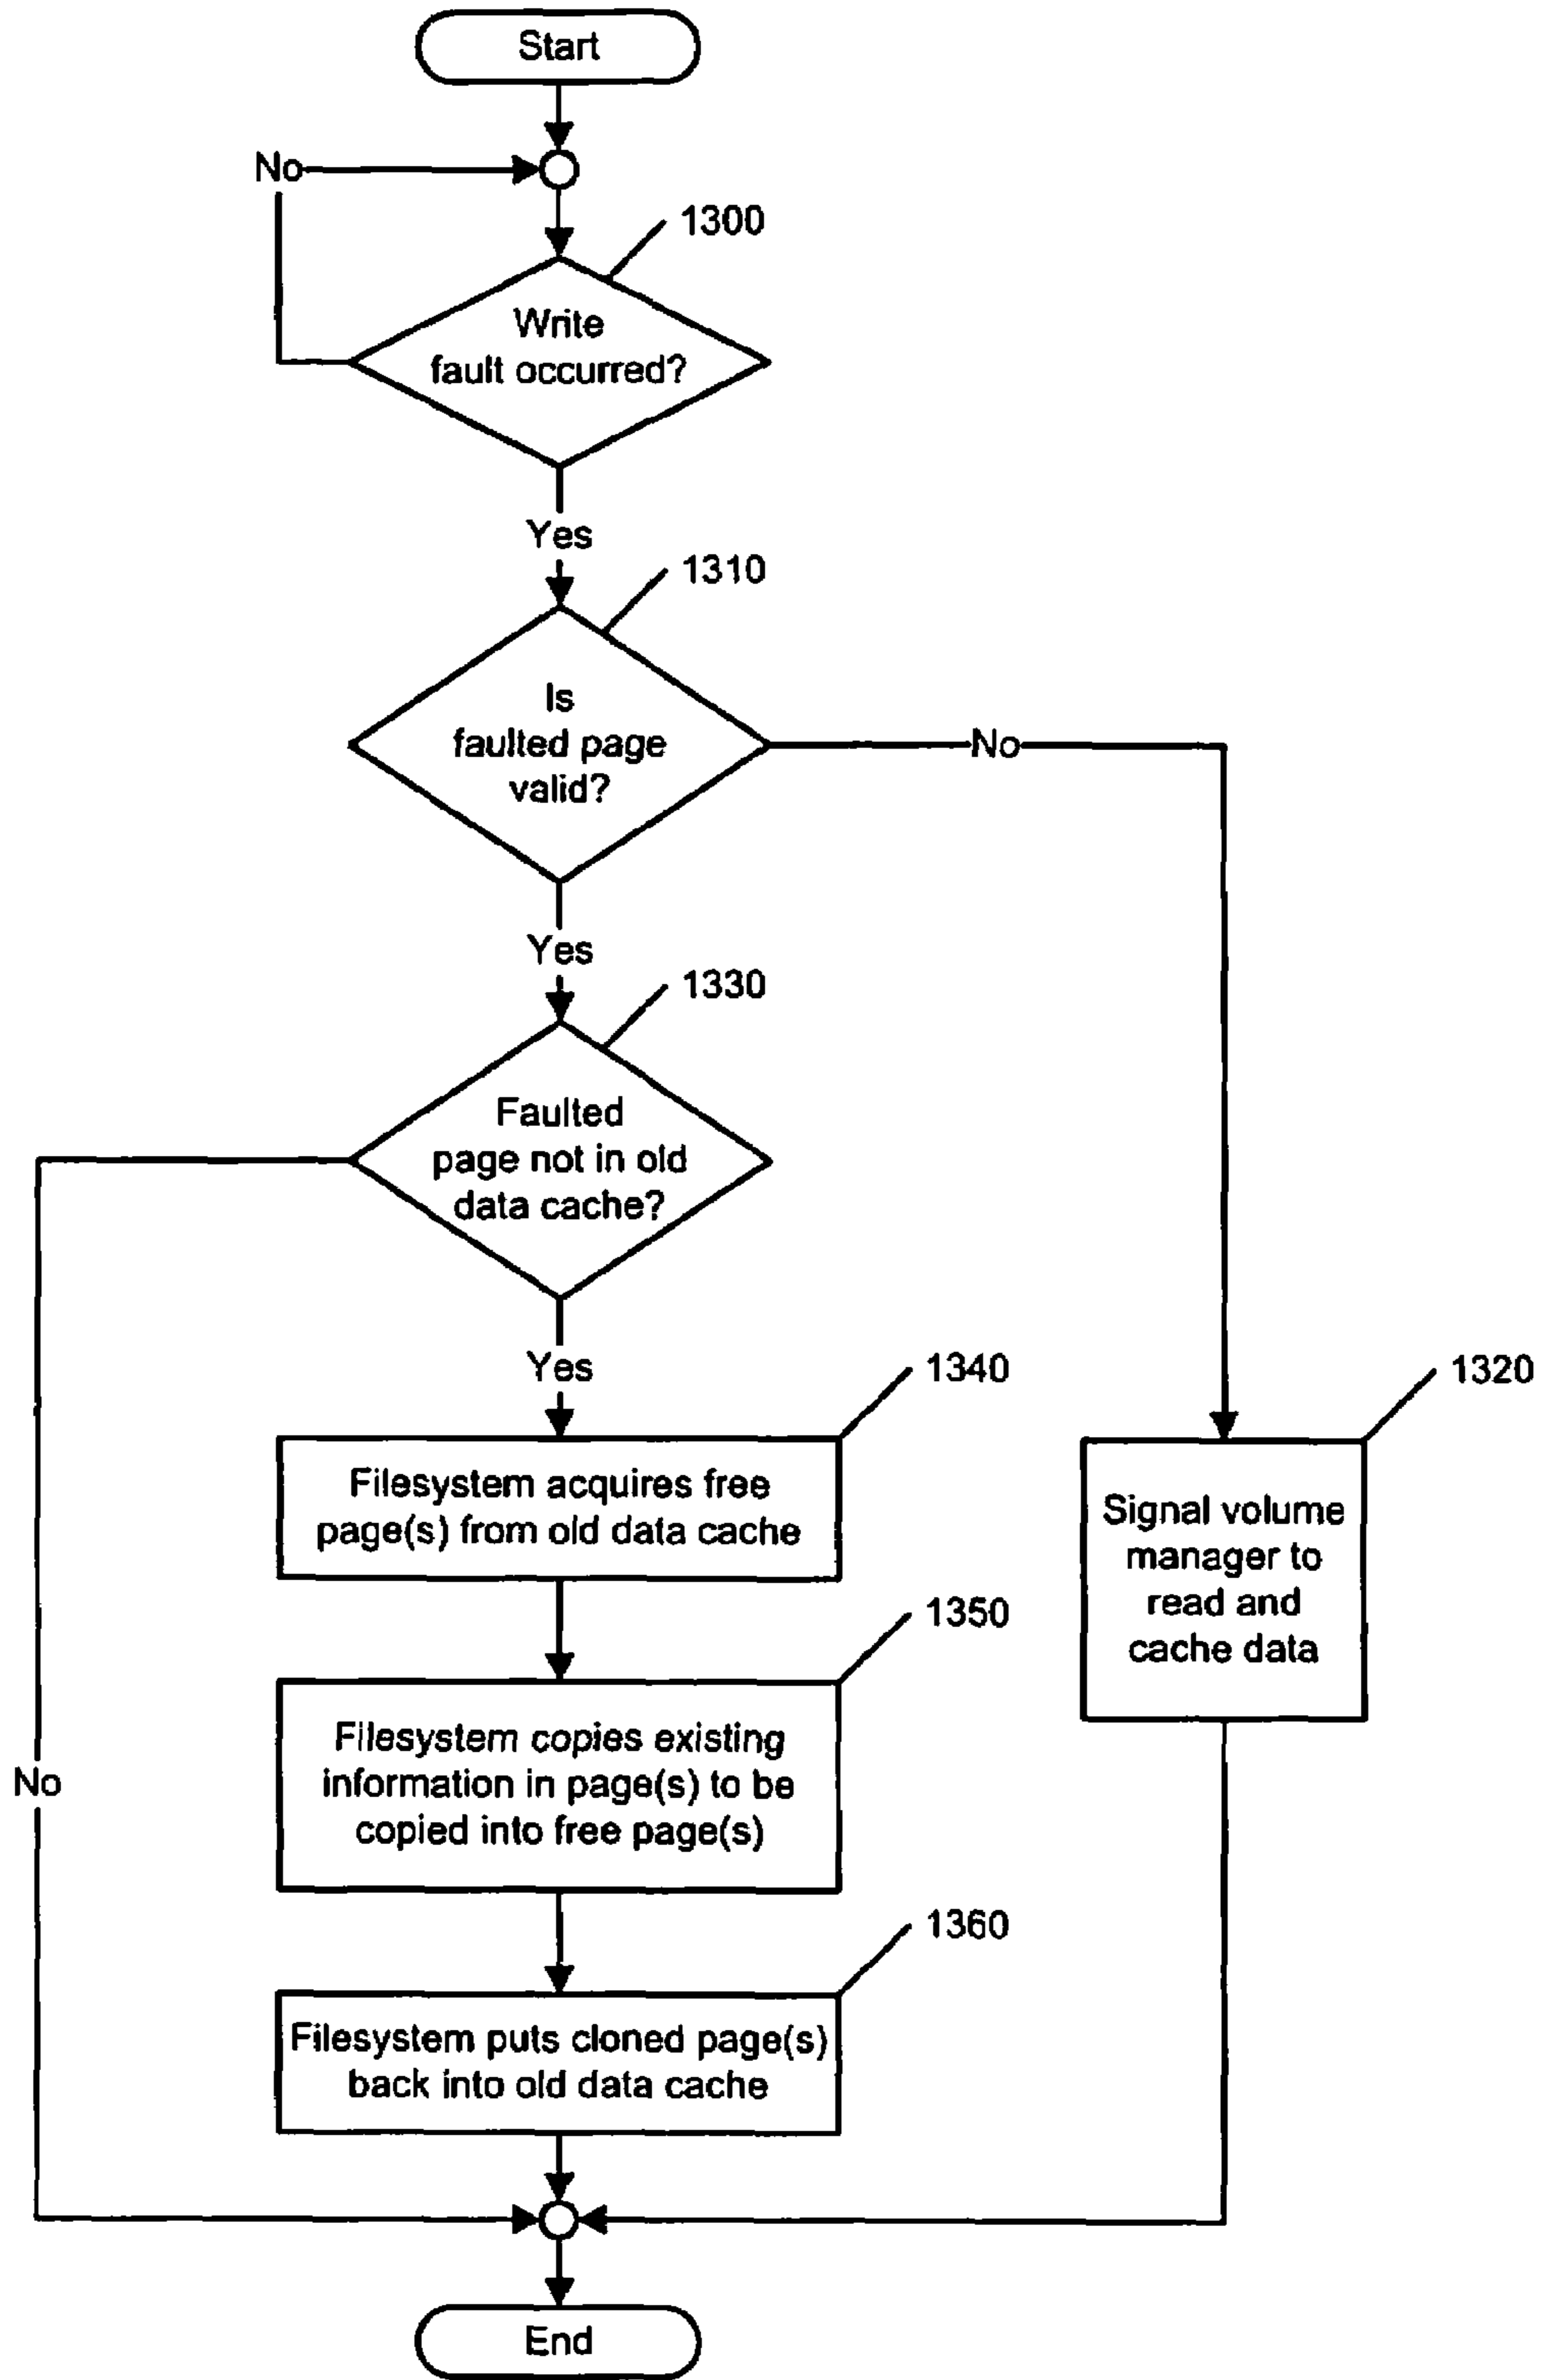 Start
No
1300
Write
fault occurred?
Yes
1310
Is
faulted page
valid?
No
Yes
1330
Faulted
page not in old
data cache?
Yes
1340
Filesystem acquires free
page(s) from old data cache
1320
Signal volume
manager to
read and
cache data
1350
Filesystem copies existing
information in page(s) to be
copied into free page(s)
No
1360
Filesystem puts cloned page(s)
back into old data cache
End